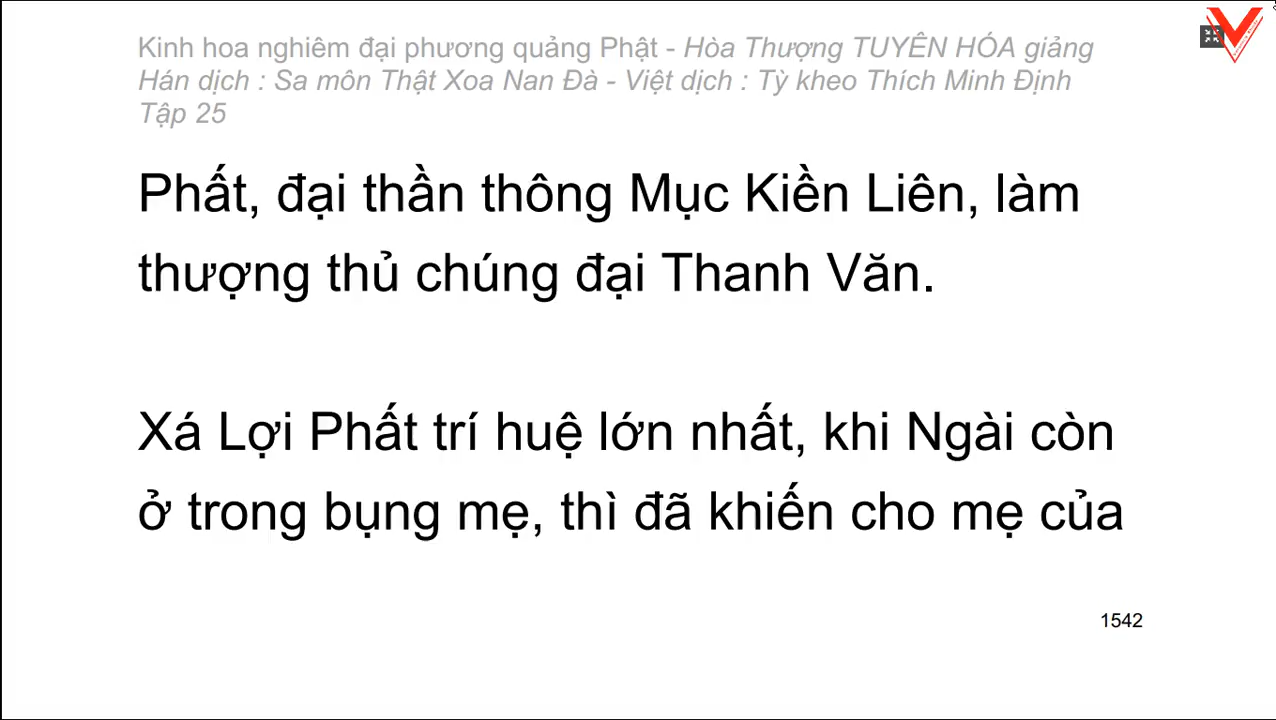 Kinh hoa nghiêm đại phương quảng Phật - Hòa Thượng TUYÊN HÓA giảng
Hán dịch : Sa môn Thật Xoa Nan Đà - Việt dịch : Tỳ kheo Thích Minh Định
Tập 25
Phất, đại thần thông Mục Kiền Liên, làm
thượng thủ chúng đại Thanh Văn.
Xá Lợi Phất trí huệ lớn nhất, khi Ngài còn
ở trong bụng mẹ, thì đã khiến cho mẹ của
1542